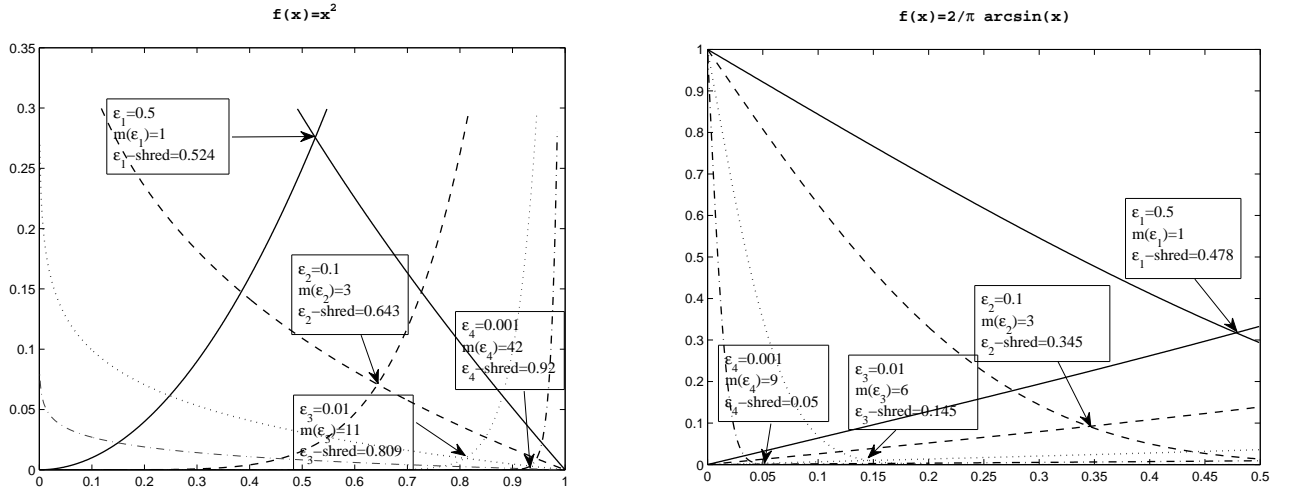 f(x)=x²
0.35
0.3
0.25
0.2
0.15
0.1
0.05
0
0 0.1 0.2 0.3 0.4 0.5 0.6 0.7 0.8 0.9 1
ε₁=0.5
m(ε₁)=1
ε₁−shred=0.524
ε₂=0.1
m(ε₂)=3
ε₂−shred=0.643
ε₄=0.001
m(ε₄)=42
ε₄−shred=0.92
ε₃=0.01
m(ε₃)=11
ε₃−shred=0.809
f(x)=2/π arcsin(x)
1
0.9
0.8
0.7
0.6
0.5
0.4
0.3
0.2
0.1
0
0 0.05 0.1 0.15 0.2 0.25 0.3 0.35 0.4 0.45 0.5
ε₁=0.5
m(ε₁)=1
ε₁−shred=0.478
ε₂=0.1
m(ε₂)=3
ε₂−shred=0.345
ε₄=0.001
m(ε₄)=9
ε₄−shred=0.05
ε₃=0.01
m(ε₃)=6
ε₃−shred=0.145